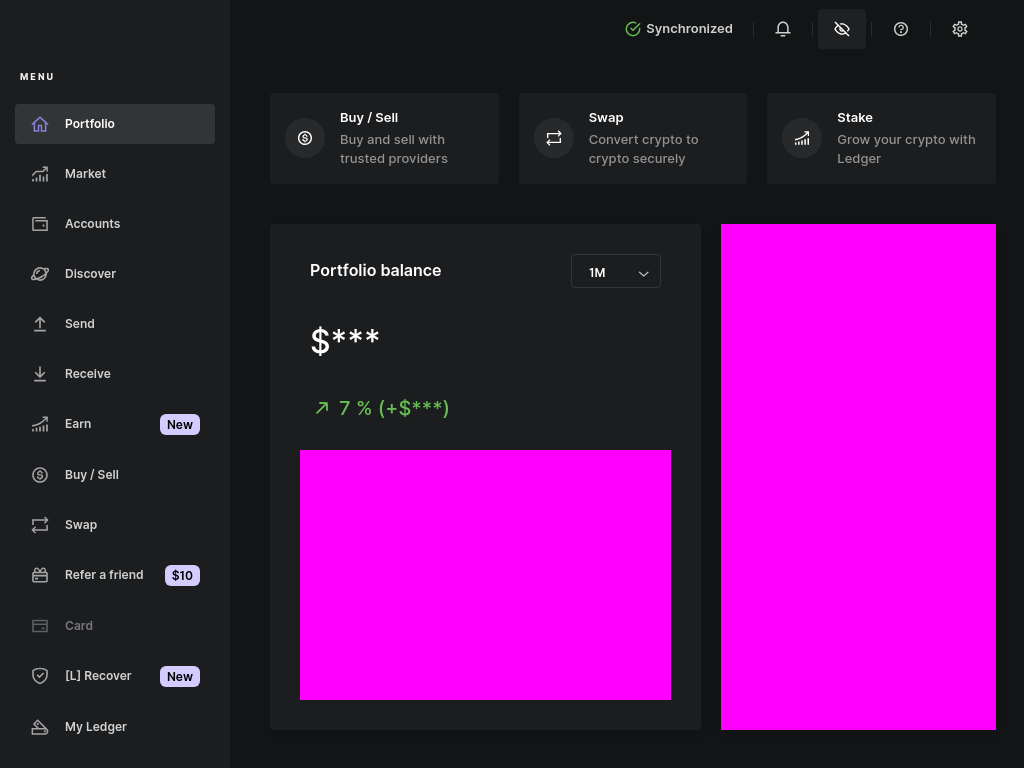 Synchronized
MENU
Portfolio
Market
Accounts
Discover
Send
Receive
Earn
New
Buy / Sell
Swap
Refer a friend
$10
Card
[L] Recover
New
My Ledger
Buy / Sell
Buy and sell with
trusted providers
Swap
Convert crypto to
crypto securely
Stake
Grow your crypto with
Ledger
Portfolio balance
1M
$***
7 % (+$***)